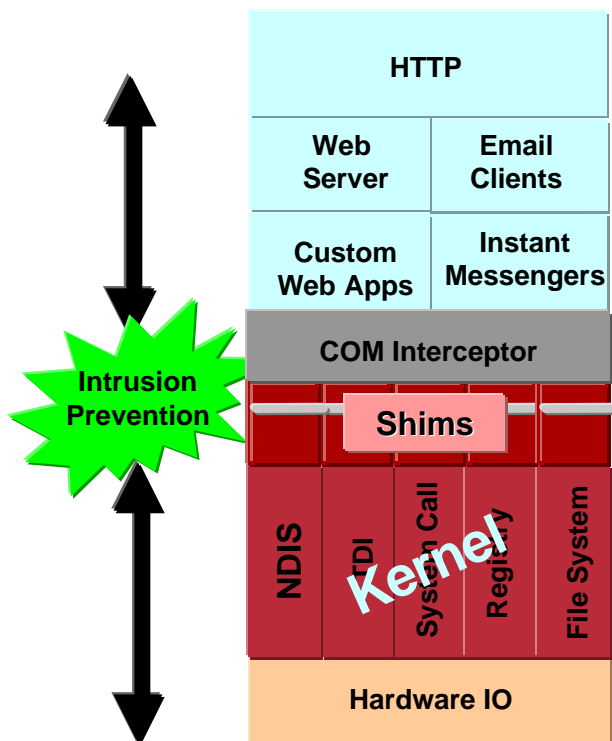 HTTP
Web
Server
Email
Clients
Custom
Web Apps
Instant
Messengers
COM Interceptor
Intrusion
Prevention
Shims
NDIS
TDI
System Call
Registry
File System
Kernel
Hardware IO